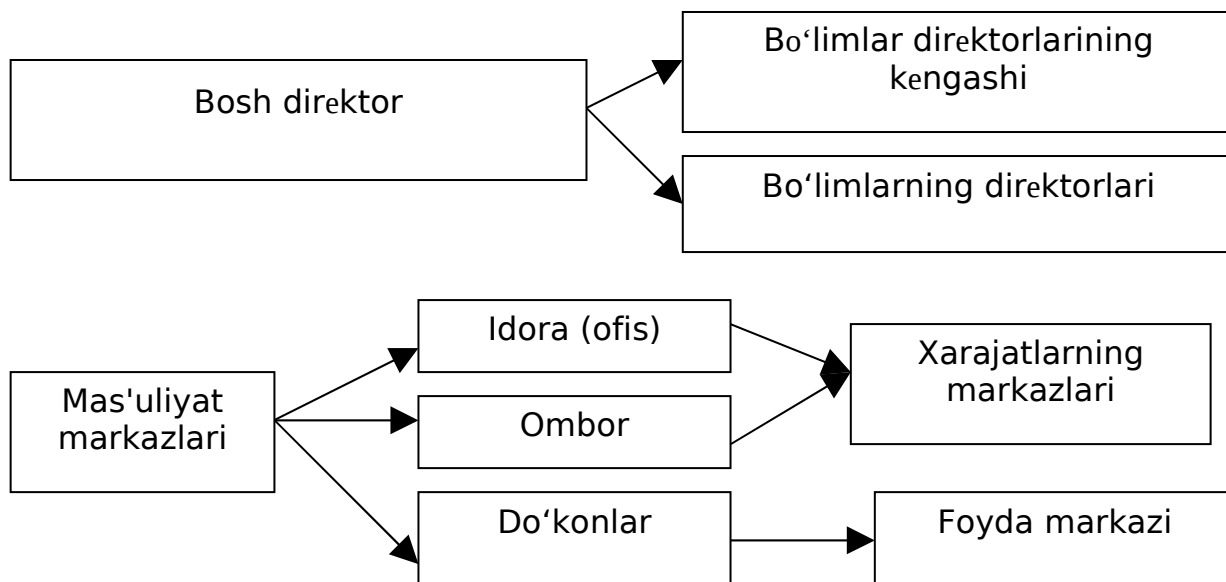 Bo‘limlar direktorlarining
kengashi
Bosh direktor
Bo‘limlarning direktorlari
Idora (ofis)
Xarajatlarning
markazlari
Mas'uliyat
markazlari
Ombor
Do‘konlar
Foyda markazi